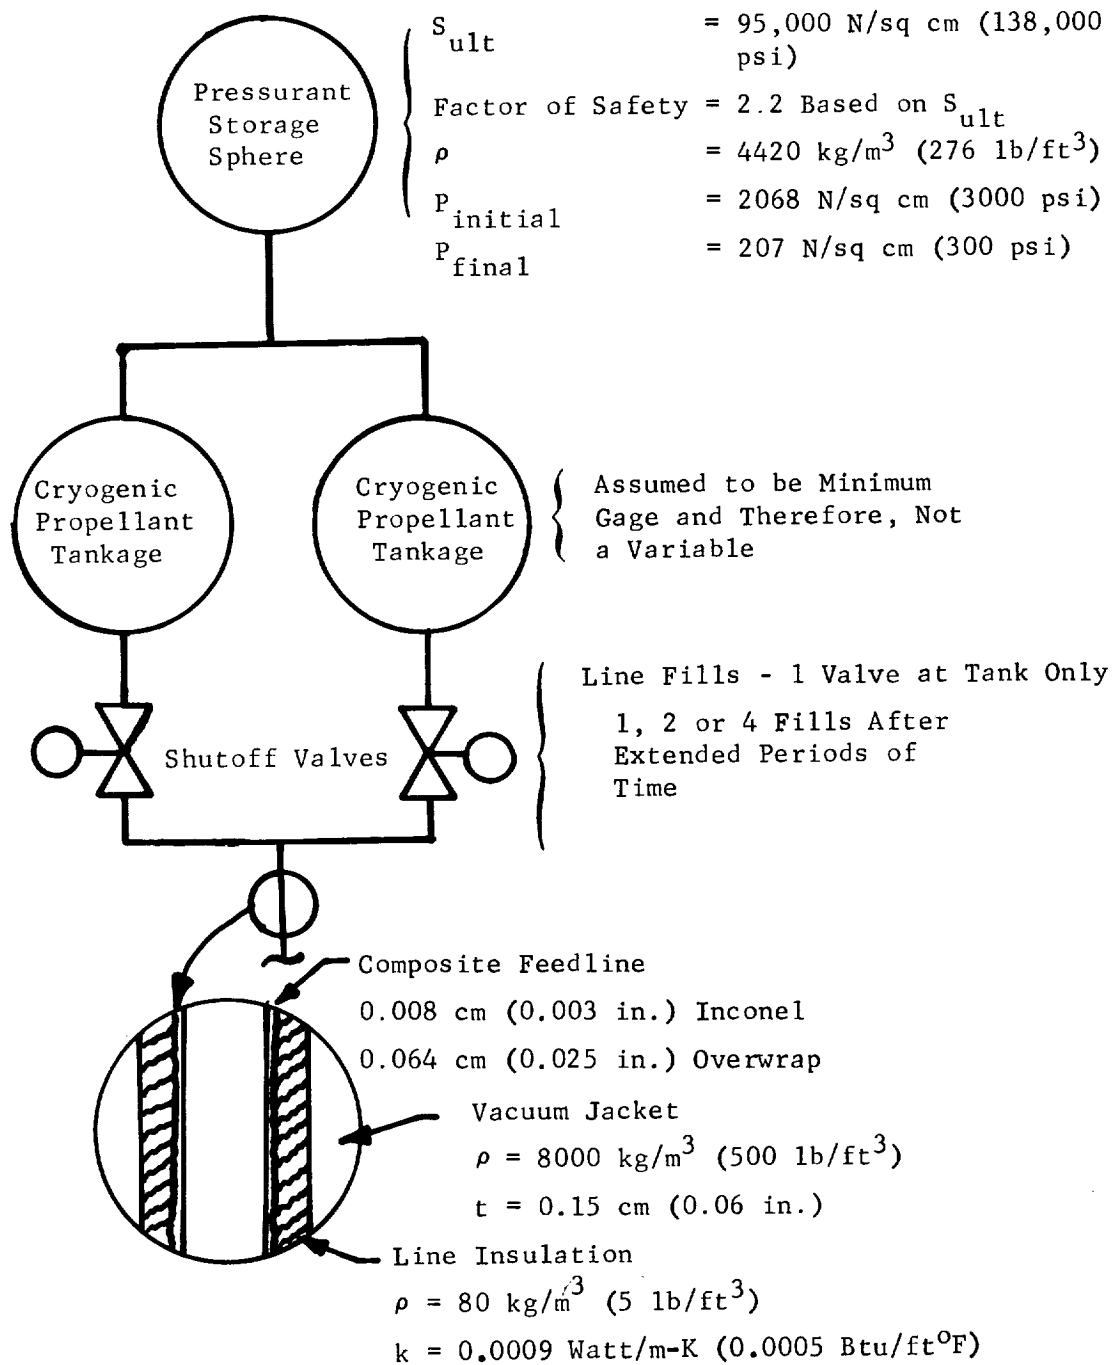 Pressurant
Storage
Sphere
S_ult = 95,000 N/sq cm (138,000
psi)
Factor of Safety = 2.2 Based on S_ult
ρ = 4420 kg/m³ (276 lb/ft³)
P_initial = 2068 N/sq cm (3000 psi)
P_final = 207 N/sq cm (300 psi)
Cryogenic
Propellant
Tankage
Cryogenic
Propellant
Tankage
Assumed to be Minimum
Gage and Therefore, Not
a Variable
Shutoff Valves
Line Fills - 1 Valve at Tank Only
1, 2 or 4 Fills After
Extended Periods of
Time
Composite Feedline
0.008 cm (0.003 in.) Inconel
0.064 cm (0.025 in.) Overwrap
Vacuum Jacket
ρ = 8000 kg/m³ (500 lb/ft³)
t = 0.15 cm (0.06 in.)
Line Insulation
ρ = 80 kg/m³ (5 lb/ft³)
k = 0.0009 Watt/m-K (0.0005 Btu/ft°F)